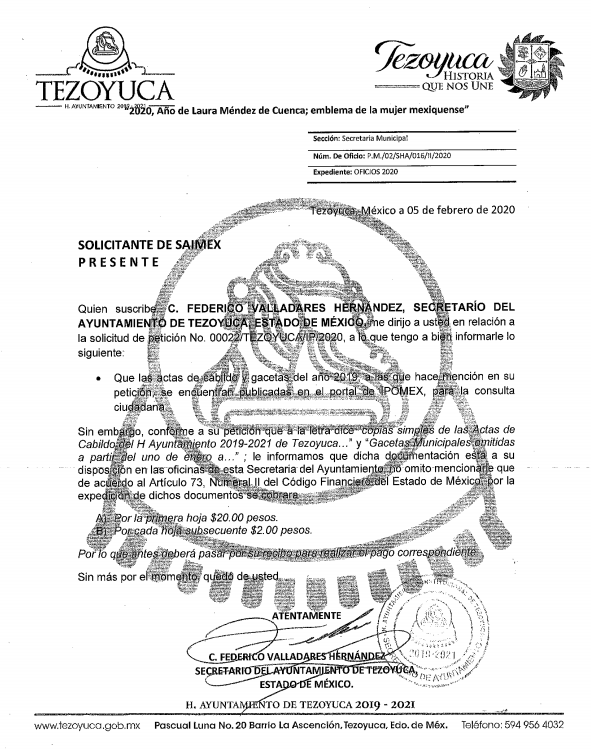 TEZOYUCA
H. AYUNTAMIENTO 2019 - 2021
Tezoyuca
HISTORIA
QUE NOS UNE
"2020, Año de Laura Méndez de Cuenca; emblema de la mujer mexiquense"
Sección: Secretaria Municipal
Núm. De Oficio: P.M./02/SHA/016/II/2020
Expediente: OFICIOS 2020
Tezoyuca, México a 05 de febrero de 2020
SOLICITANTE DE SAIMEX
P R E S E N T E
Quien suscribe C. FEDERICO VALLADARES HERNÁNDEZ, SECRETARÍO DEL
AYUNTAMIENTO DE TEZOYUCA, ESTADO DE MÉXICO, me dirijo a usted en relación a
la solicitud de petición No. 00022/TEZOYUCA/IP/2020, a lo que tengo a bien informarle lo
siguiente:
• Que las actas de cabildo y gacetas del año 2019, a las que hace mención en su
petición, se encuentran publicadas en el portal de IPOMEX, para la consulta
ciudadana.
Sin embargo, conforme a su petición que a la letra dice "copias simples de las Actas de
Cabildo del H Ayuntamiento 2019-2021 de Tezoyuca…" y "Gacetas Municipales emitidas
a partir del uno de enero a…" ; le informamos que dicha documentación está a su
disposición en las oficinas de esta Secretaria del Ayuntamiento, no omito mencionarle que
de acuerdo al Artículo 73, Numeral II del Código Financiero del Estado de México, por la
expedición de dichos documentos se cobrara
A) Por la primera hoja $20.00 pesos.
B) Por cada hoja subsecuente $2.00 pesos.
Por lo que antes deberá pasar por su recibo para realizar el pago correspondiente.
Sin más por el momento, quedo de usted.
ATENTAMENTE
C. FEDERICO VALLADARES HERNÁNDEZ
SECRETARIO DEL AYUNTAMIENTO DE TEZOYUCA,
ESTADO DE MÉXICO.
2019-2021
H. AYUNTAMIENTO DE TEZOYUCA 2019 - 2021
www.tezoyuca.gob.mx Pascual Luna No. 20 Barrio La Ascención, Tezoyuca, Edo. de Méx. Teléfono: 594 956 4032